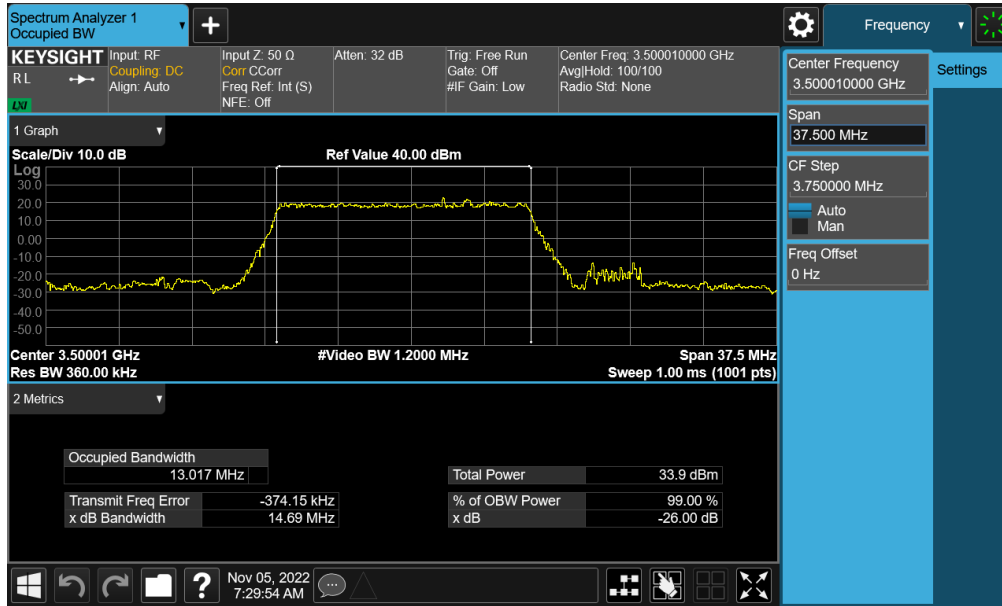 Spectrum Analyzer 1
Occupied BW
Frequency
KEYSIGHT
R L
LXI
Input: RF
Coupling: DC
Align: Auto
Input Z: 50 Ω
Corr CCorr
Freq Ref: Int (S)
NFE: Off
Atten: 32 dB
Trig: Free Run
Gate: Off
#IF Gain: Low
Center Freq: 3.500010000 GHz
Avg|Hold: 100/100
Radio Std: None
Center Frequency
3.500010000 GHz
Settings
Span
37.500 MHz
CF Step
3.750000 MHz
Auto
Man
Freq Offset
0 Hz
1 Graph
Scale/Div 10.0 dB
Ref Value 40.00 dBm
Log
30.0
20.0
10.0
0.00
-10.0
-20.0
-30.0
-40.0
-50.0
Center 3.50001 GHz
#Video BW 1.2000 MHz
Span 37.5 MHz
Res BW 360.00 kHz
Sweep 1.00 ms (1001 pts)
2 Metrics
Occupied Bandwidth
13.017 MHz
Total Power 33.9 dBm
Transmit Freq Error -374.15 kHz
% of OBW Power 99.00 %
x dB Bandwidth 14.69 MHz
x dB -26.00 dB
?
Nov 05, 2022
7:29:54 AM